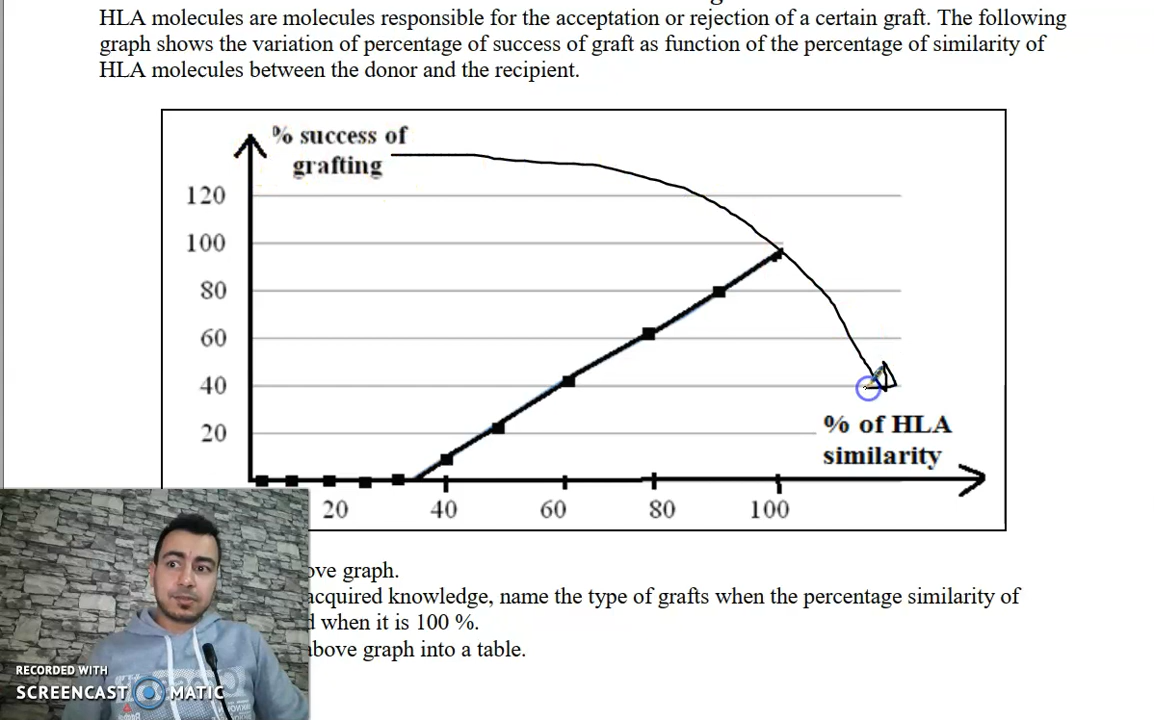 HLA molecules are molecules responsible for the acceptation or rejection of a certain graft. The following
graph shows the variation of percentage of success of graft as function of the percentage of similarity of
HLA molecules between the donor and the recipient.
% success of
grafting
120
100
80
60
40
20
% of HLA
similarity
20 40 60 80 100
above graph.
acquired knowledge, name the type of grafts when the percentage similarity of
when it is 100 %.
above graph into a table.
RECORDED WITH
SCREENCAST MATIC